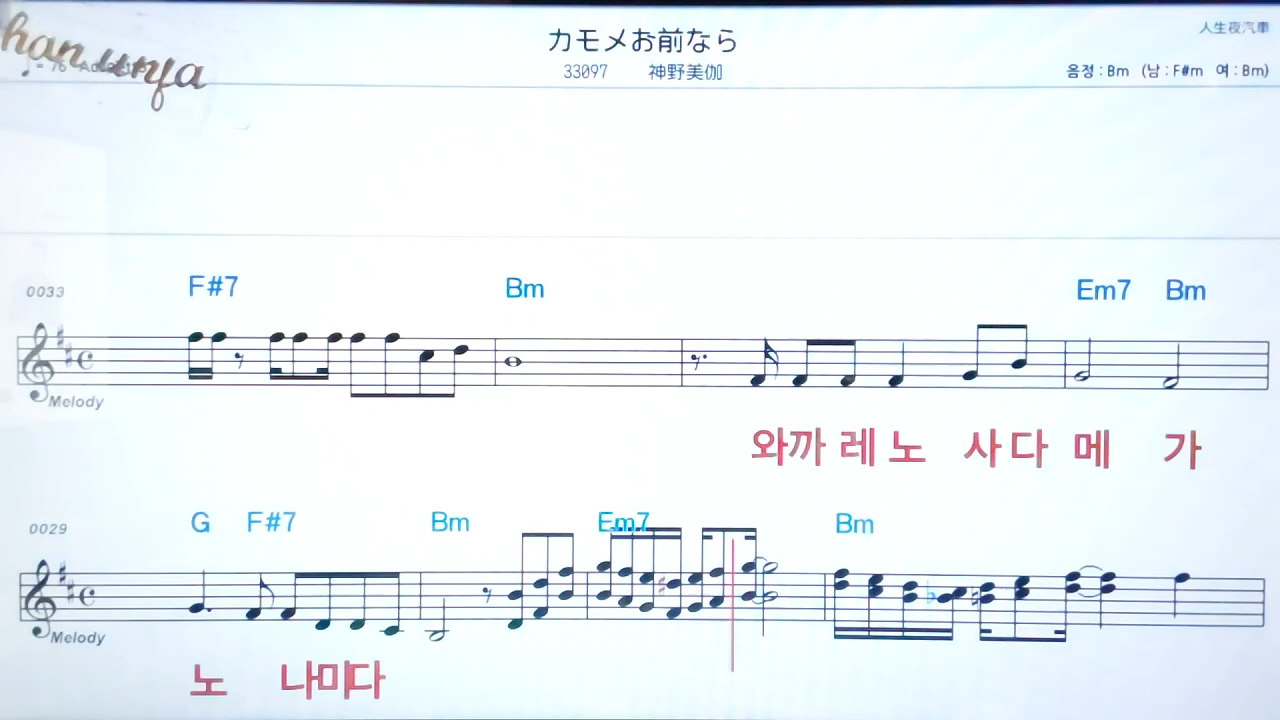 han unya
人生夜汽車
カモメお前なら
33097 神野美伽
음정 : Bm (남 : F#m 여 : Bm)
0033 F#7 Bm Em7 Bm
Melody
와까 레 노 사 다 메 가
0029 G F#7 Bm Em7 Bm
Melody
노 나미다